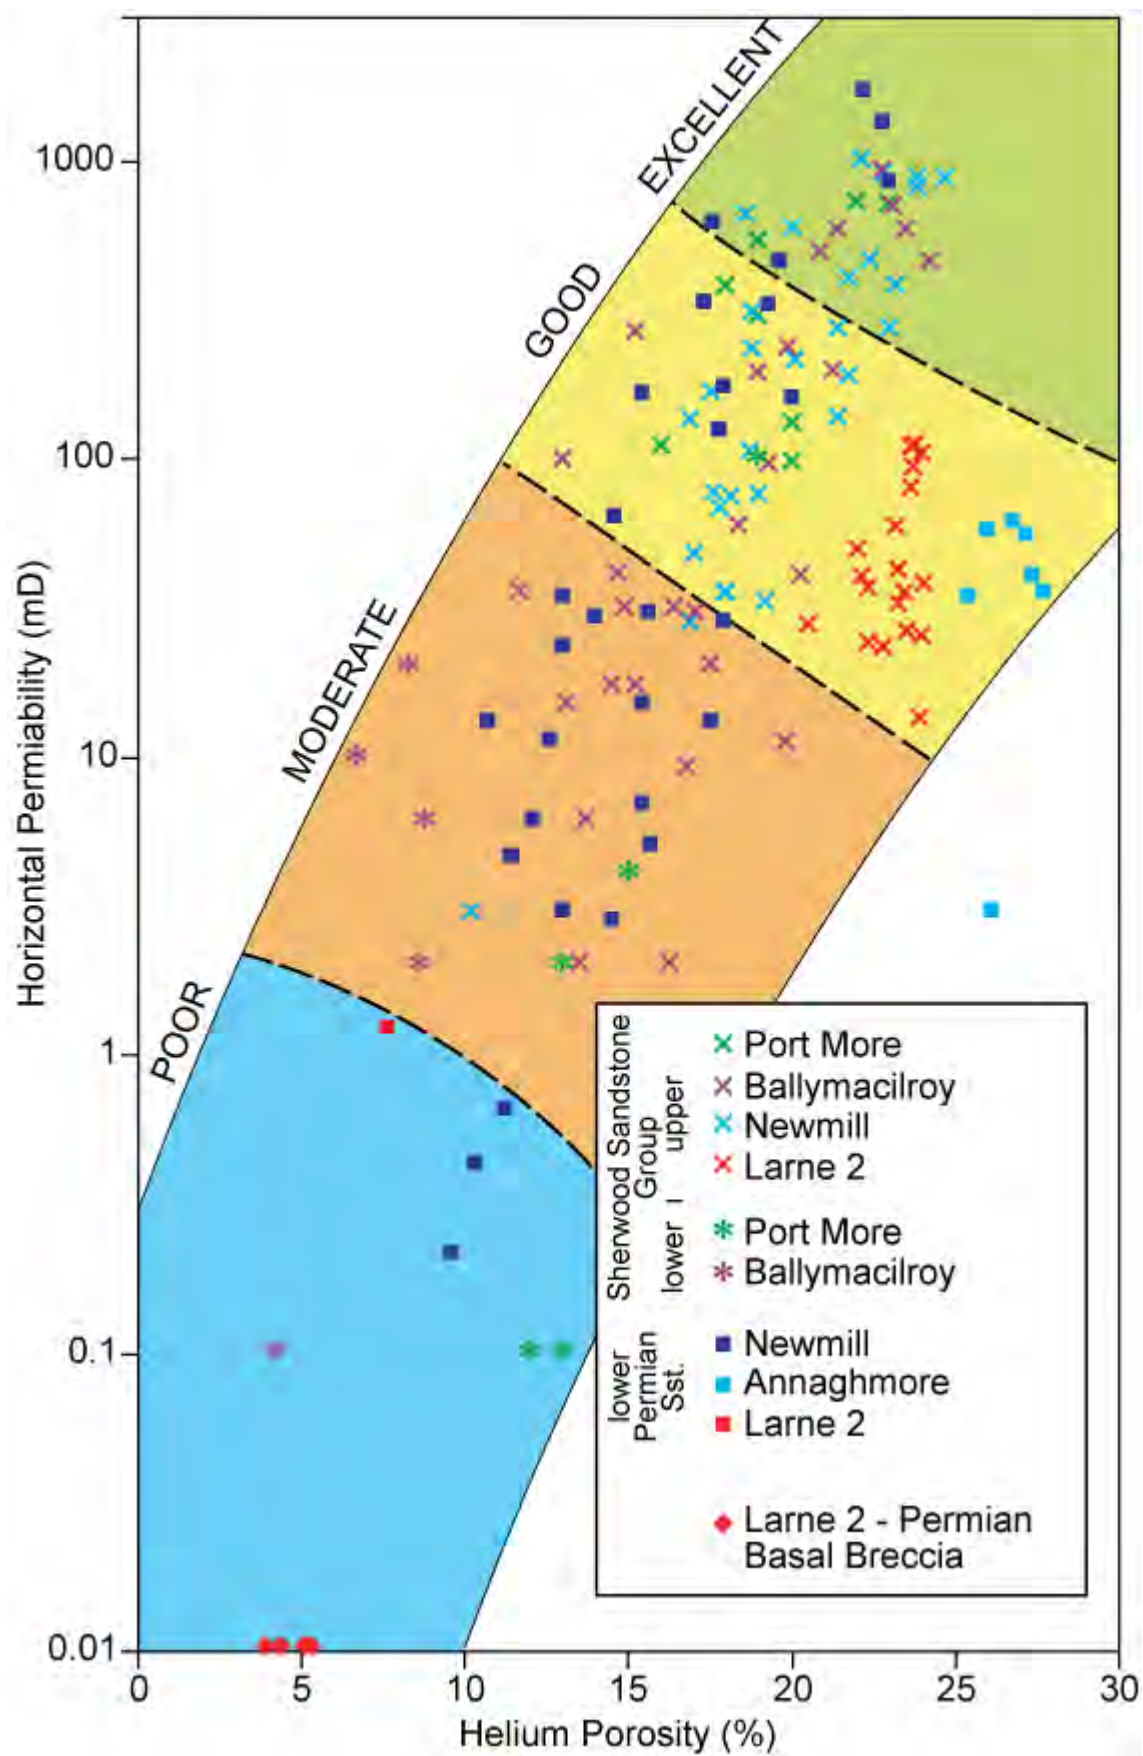 EXCELLENT
GOOD
MODERATE
POOR
Horizontal Permiability (mD)
1000
100
10
1
0.1
0.01
0
5
10
15
20
25
30
Helium Porosity (%)
Sherwood Sandstone
Group
upper
lower
Port More
Ballymacilroy
Newmill
Larne 2
Port More
Ballymacilroy
lower
Permian
Sst.
Newmill
Annaghmore
Larne 2
Larne 2 - Permian
Basal Breccia